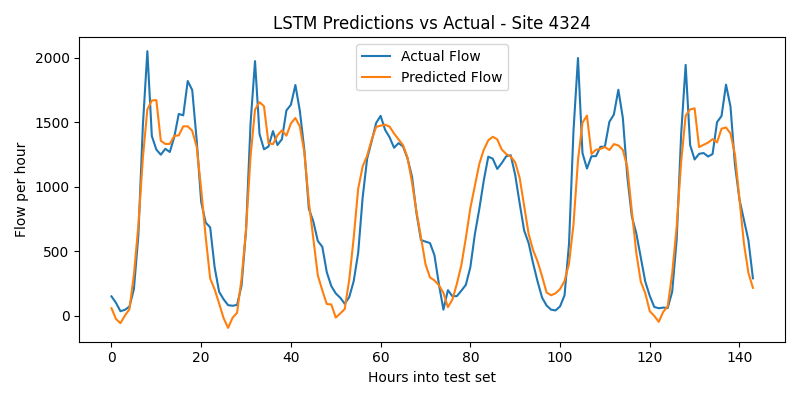 LSTM Predictions vs Actual - Site 4324
Actual Flow
Predicted Flow
Flow per hour
2000
1500
1000
500
0
0 20 40 60 80 100 120 140
Hours into test set